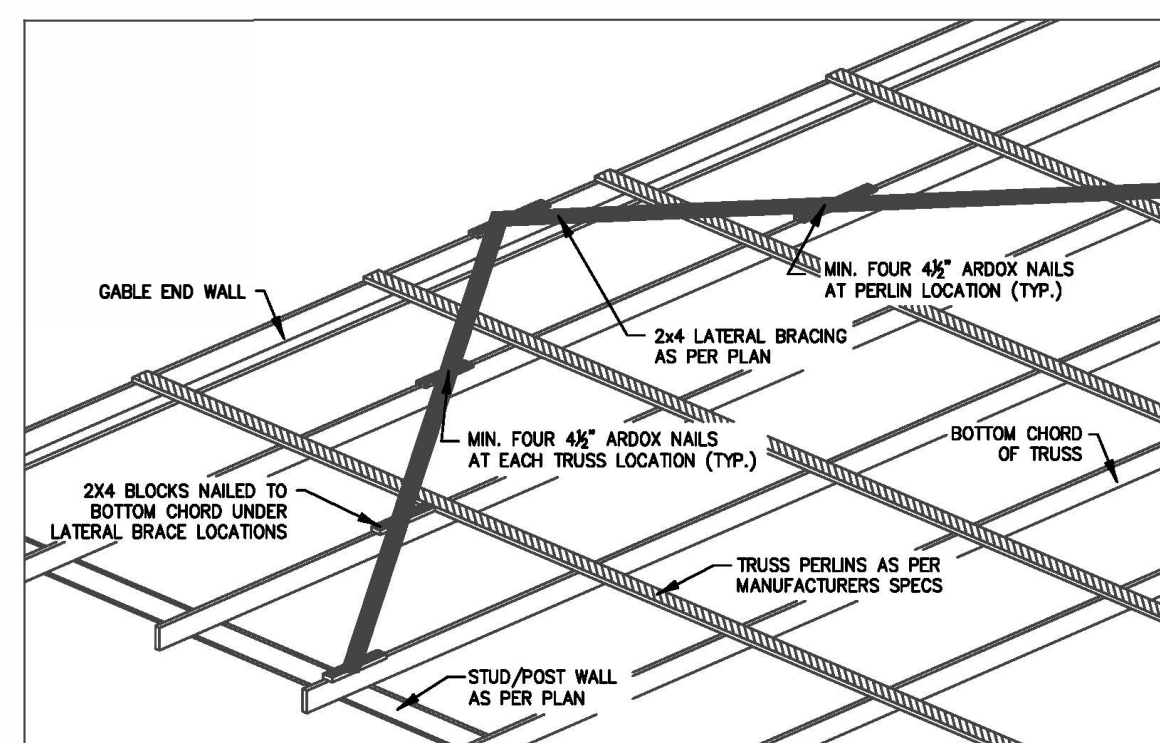 GABLE END WALL
MIN. FOUR 4½" ARDOX NAILS
AT PERLIN LOCATION (TYP.)
2x4 LATERAL BRACING
AS PER PLAN
MIN. FOUR 4½" ARDOX NAILS
AT EACH TRUSS LOCATION (TYP.)
BOTTOM CHORD
OF TRUSS
2X4 BLOCKS NAILED TO
BOTTOM CHORD UNDER
LATERAL BRACE LOCATIONS
TRUSS PERLINS AS PER
MANUFACTURERS SPECS
STUD/POST WALL
AS PER PLAN